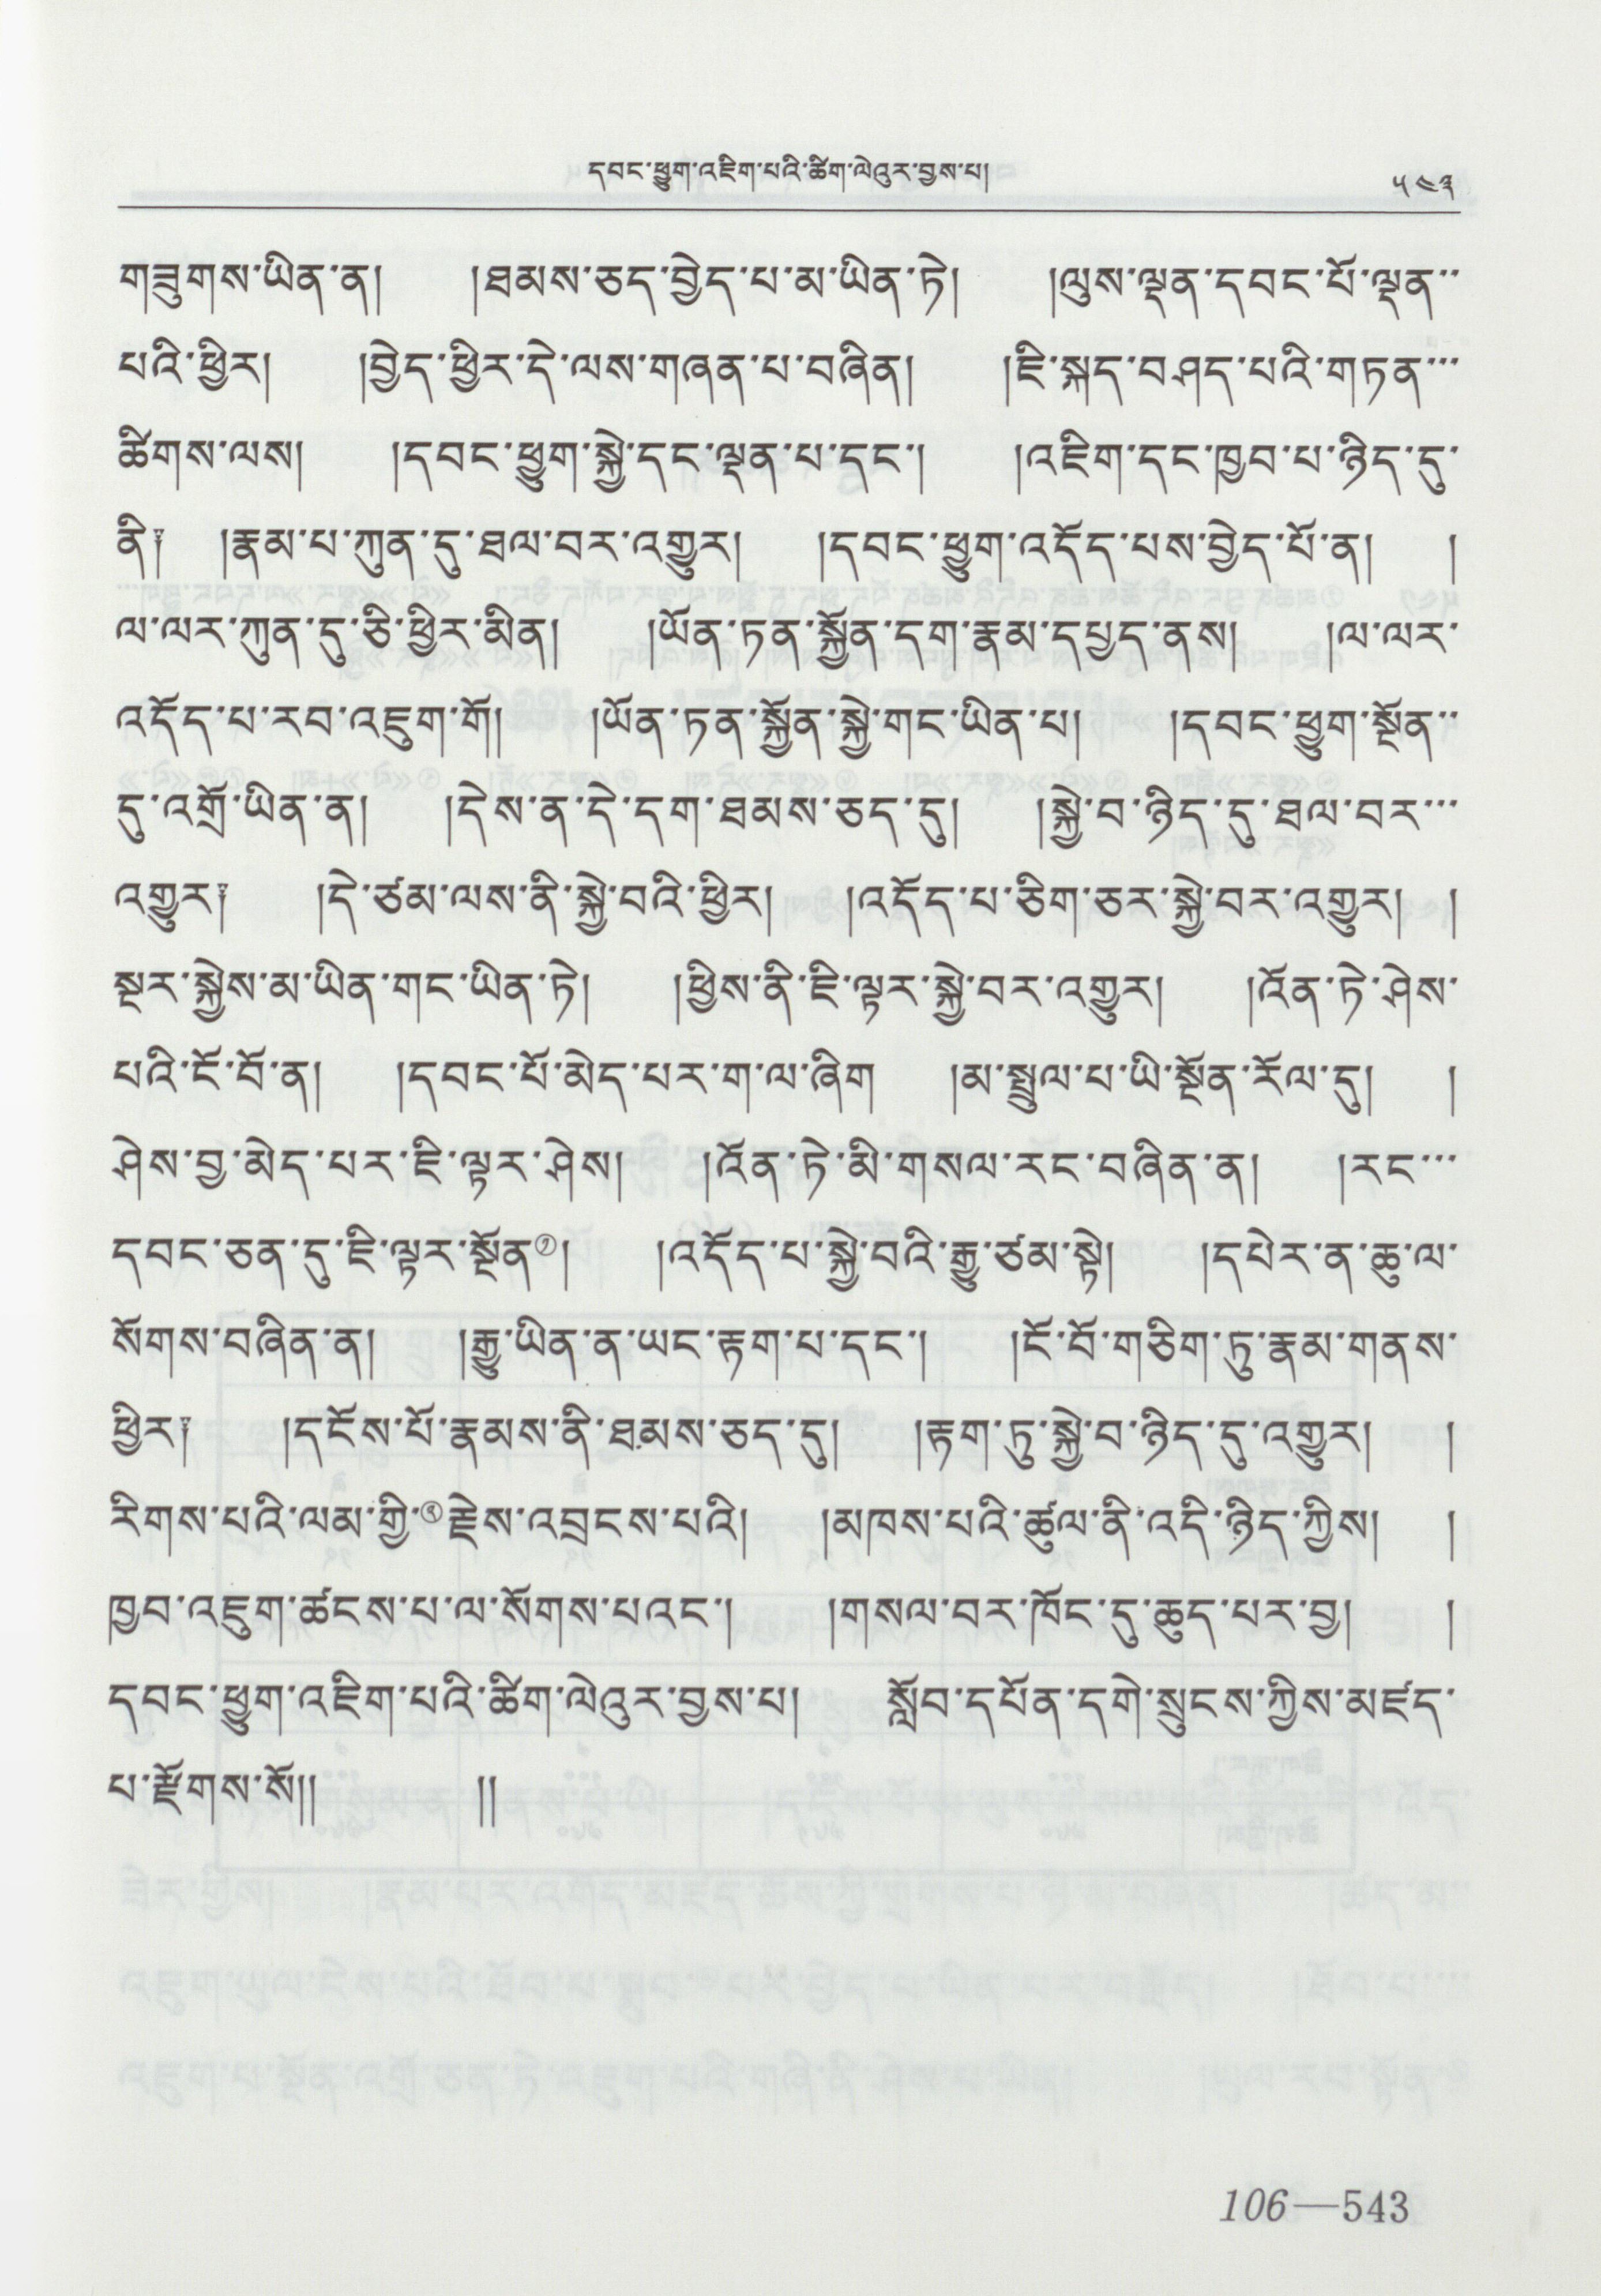 དབང་ཕྱུག་འཇིག་པའི་ཚིག་ལེའུར་བྱས་པ། ༥༤༣
གཟུགས་ཡིན་ན། །ཐམས་ཅད་བྱེད་པ་མ་ཡིན་ཏེ། །ལུས་ལྡན་དབང་པོ་ལྡན་་
པའི་ཕྱིར། །བྱེད་ཕྱིར་དེ་ལས་གཞན་པ་བཞིན། །ཇི་སྐད་བཤད་པའི་གཏན་་་
ཚིགས་ལས། །དབང་ཕྱུག་སྐྱེ་དང་ལྡན་པ་དང་། །འཇིག་དང་ཁྱབ་པ་ཉིད་དུ་
ནི༑ །རྣམ་པ་ཀུན་དུ་ཐལ་བར་འགྱུར། །དབང་ཕྱུག་འདོད་པས་བྱེད་པོ་ན། །
ལ་ལར་ཀུན་དུ་ཅི་ཕྱིར་མིན། །ཡོན་ཏན་སྐྱོན་དག་རྣམ་དཔྱད་ནས། །ལ་ལར་
འདོད་པ་རབ་འཇུག་གོ། །ཡོན་ཏན་སྐྱོན་སྐྱེ་གང་ཡིན་པ། །དབང་ཕྱུག་སྔོན་་
དུ་འགྲོ་ཡིན་ན། །དེས་ན་དེ་དག་ཐམས་ཅད་དུ། །སྐྱེ་བ་ཉིད་དུ་ཐལ་བར་་་
འགྱུར༑ །དེ་ཙམ་ལས་ནི་སྐྱེ་བའི་ཕྱིར། །འདོད་པ་ཅིག་ཅར་སྐྱེ་བར་འགྱུར། །
སྔར་སྐྱེས་མ་ཡིན་གང་ཡིན་ཏེ། །ཕྱིས་ནི་ཇི་ལྟར་སྐྱེ་བར་འགྱུར། །འོན་ཏེ་ཤེས་
པའི་ངོ་བོ་ན། །དབང་པོ་མེད་པར་ག་ལ་ཞིག །མ་སྤྲུལ་པ་ཡི་སྔོན་རོལ་དུ། །
ཤེས་བྱ་མེད་པར་ཇི་ལྟར་ཤེས། །འོན་ཏེ་མི་གསལ་རང་བཞིན་ན། །རང་་་
དབང་ཅན་དུ་ཇི་ལྟར་སྔོན①། །འདོད་པ་སྐྱེ་བའི་རྒྱུ་ཙམ་སྟེ། །དཔེར་ན་ཆུ་ལ་
སོགས་བཞིན་ན། །རྒྱུ་ཡིན་ན་ཡང་རྟག་པ་དང་། །ངོ་བོ་གཅིག་ཏུ་རྣམ་གནས་
ཕྱིར༑ །དངོས་པོ་རྣམས་ནི་ཐམས་ཅད་དུ། །རྟག་ཏུ་སྐྱེ་བ་ཉིད་དུ་འགྱུར། །
རིགས་པའི་ལམ་གྱི་②རྗེས་འབྲངས་པའི། །མཁས་པའི་ཚུལ་ནི་འདི་ཉིད་ཀྱིས། །
ཁྱབ་འཇུག་ཚངས་པ་ལ་སོགས་པའང་། །གསལ་བར་ཁོང་དུ་ཆུད་པར་བྱ། །
དབང་ཕྱུག་འཇིག་པའི་ཚིག་ལེའུར་བྱས་པ། སློབ་དཔོན་དགེ་སྲུངས་ཀྱིས་མཛད་
པ་རྫོགས་སོ།། །།
106—543